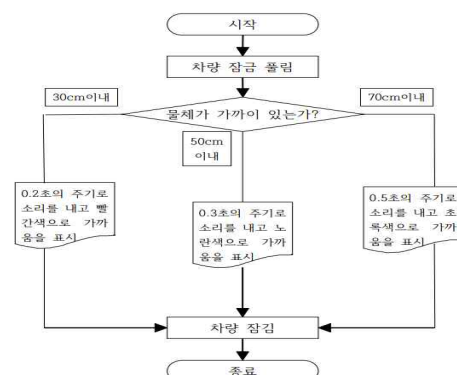 시작
차량 잠금 풀림
30cm이내
70cm이내
물체가 가까이 있는가?
50cm
이내
0.2초의 주기로
소리를 내고 빨
간색으로 가까
움을 표시
0.3초의 주기로
소리를 내고 노
란색으로 가까
움을 표시
0.5초의 주기로
소리를 내고 초
록색으로 가까
움을 표시
차량 잠김
종료